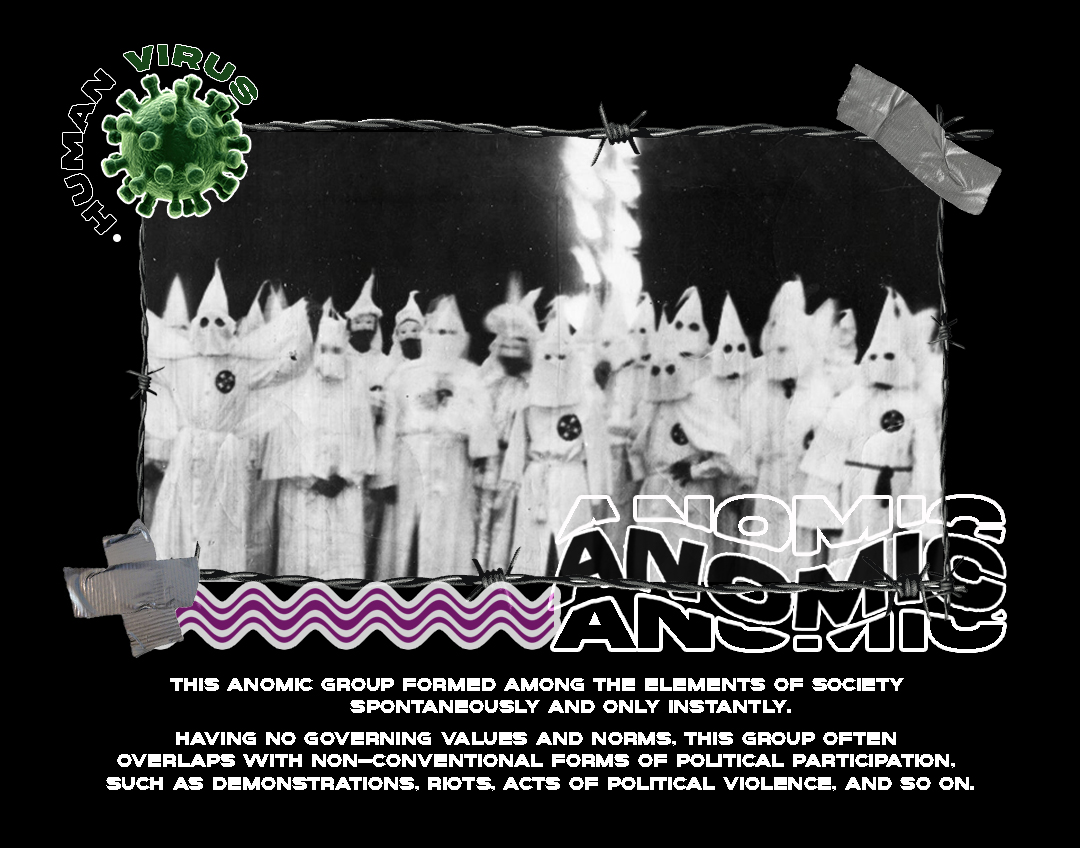 HUMAN VIRUS
ANOMIC
ANOMIC
ANOMIC
THIS ANOMIC GROUP FORMED AMONG THE ELEMENTS OF SOCIETY
SPONTANEOUSLY AND ONLY INSTANTLY.
HAVING NO GOVERNING VALUES AND NORMS, THIS GROUP OFTEN
OVERLAPS WITH NON-CONVENTIONAL FORMS OF POLITICAL PARTICIPATION,
SUCH AS DEMONSTRATIONS, RIOTS, ACTS OF POLITICAL VIOLENCE, AND SO ON.